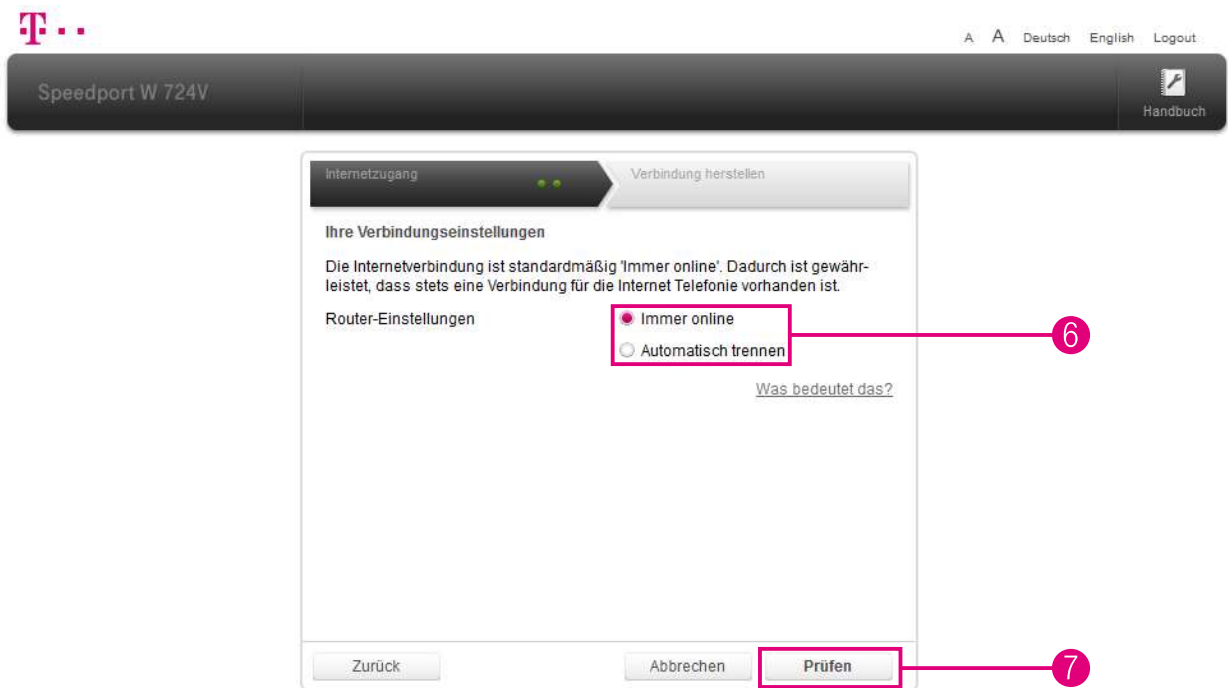 T
A A Deutsch English Logout
Speedport W 724V
Handbuch
Internetzugang
Verbindung herstellen
Ihre Verbindungseinstellungen
Die Internetverbindung ist standardmäßig 'Immer online'. Dadurch ist gewähr-
leistet, dass stets eine Verbindung für die Internet Telefonie vorhanden ist.
Router-Einstellungen
Immer online
Automatisch trennen
6
Was bedeutet das?
Zurück
Abbrechen
Prüfen
7